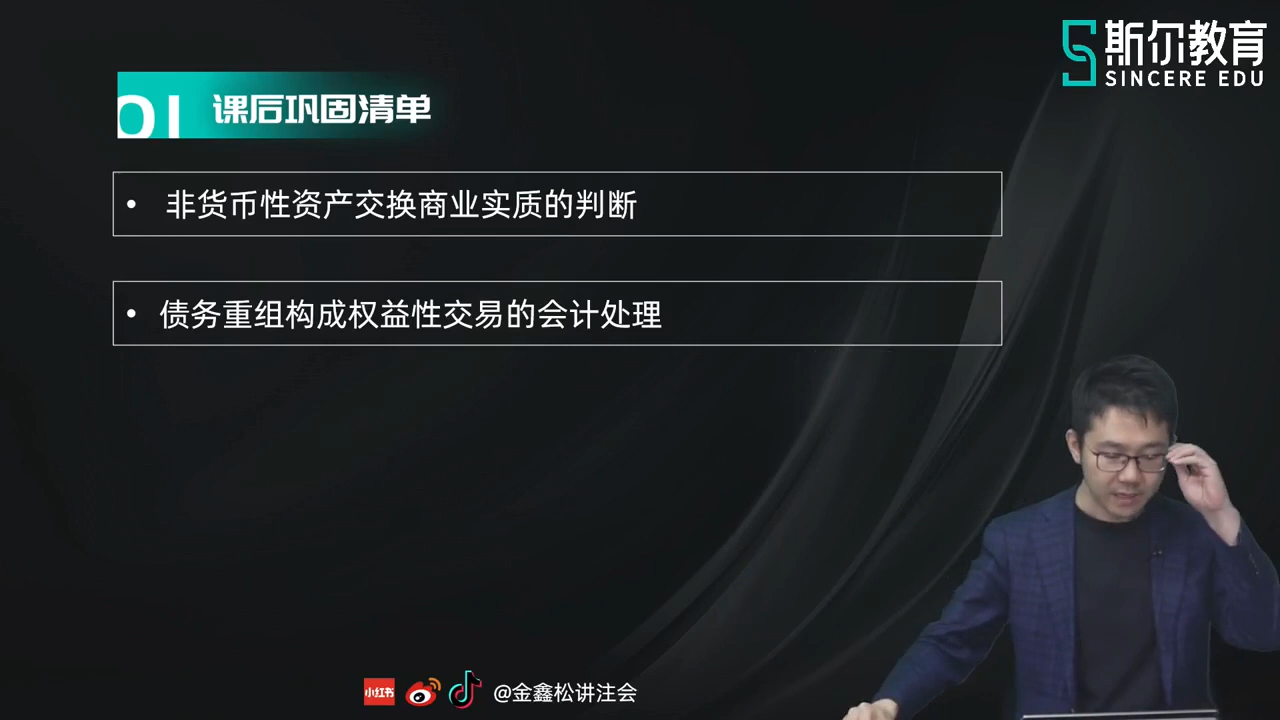 斯尔教育
SINCERE EDU
01 课后巩固清单
• 非货币性资产交换商业实质的判断
• 债务重组构成权益性交易的会计处理
小红书 @金鑫松讲注会